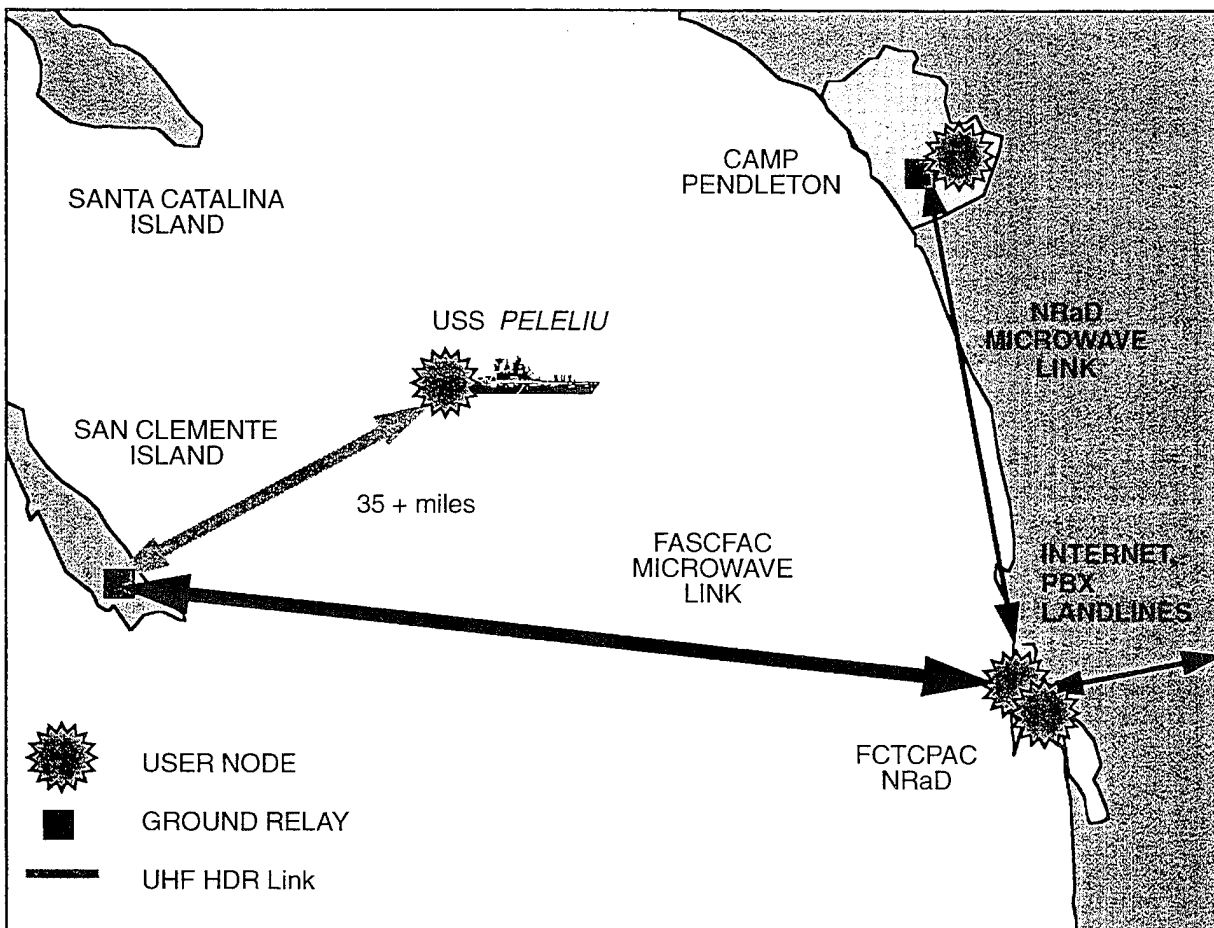 CAMP
PENDLETON
SANTA CATALINA
ISLAND
USS PELELIU
NRaD
MICROWAVE
LINK
SAN CLEMENTE
ISLAND
35 + miles
FASCFAC
MICROWAVE
LINK
INTERNET,
PBX
LANDLINES
FCTCPAC
NRaD
USER NODE
GROUND RELAY
UHF HDR Link